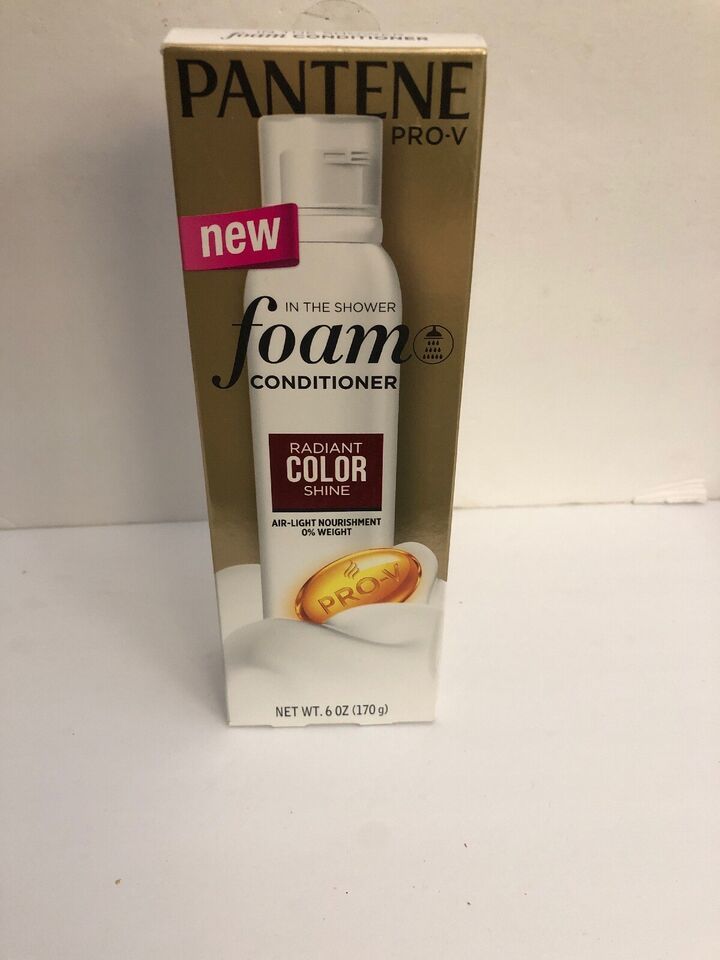 foam CONDITIONER
PANTENE
PRO-V
new
IN THE SHOWER
foam
CONDITIONER
RADIANT
COLOR
SHINE
AIR-LIGHT NOURISHMENT
0% WEIGHT
PRO-V
NET WT. 6 OZ (170 g)